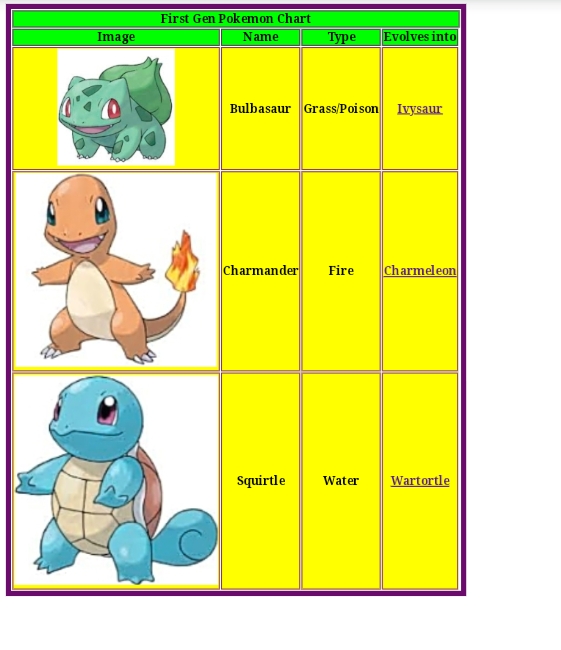 First Gen Pokemon Chart
Image Name Type Evolves into
Bulbasaur Grass/Poison Ivysaur
Charmander Fire Charmeleon
Squirtle Water Wartortle